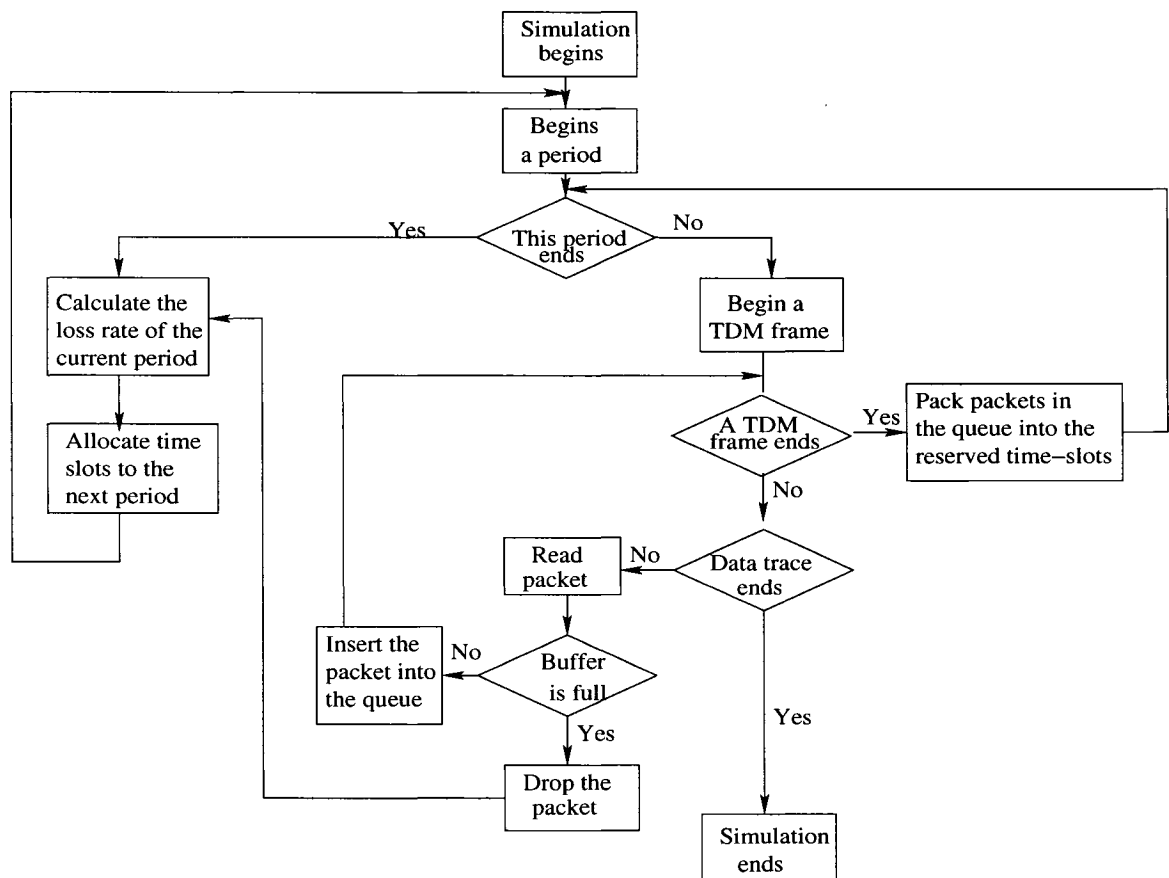 Simulation
begins
Begins
a period
Yes
No
This period
ends
Calculate the
loss rate of the
current period
Begin a
TDM frame
Allocate time
slots to the
next period
A TDM
frame ends
Yes
Pack packets in
the queue into the
reserved time-slots
No
Read
packet
No
Data trace
ends
Insert the
packet into
the queue
No
Buffer
is full
Yes
Yes
Drop the
packet
Simulation
ends